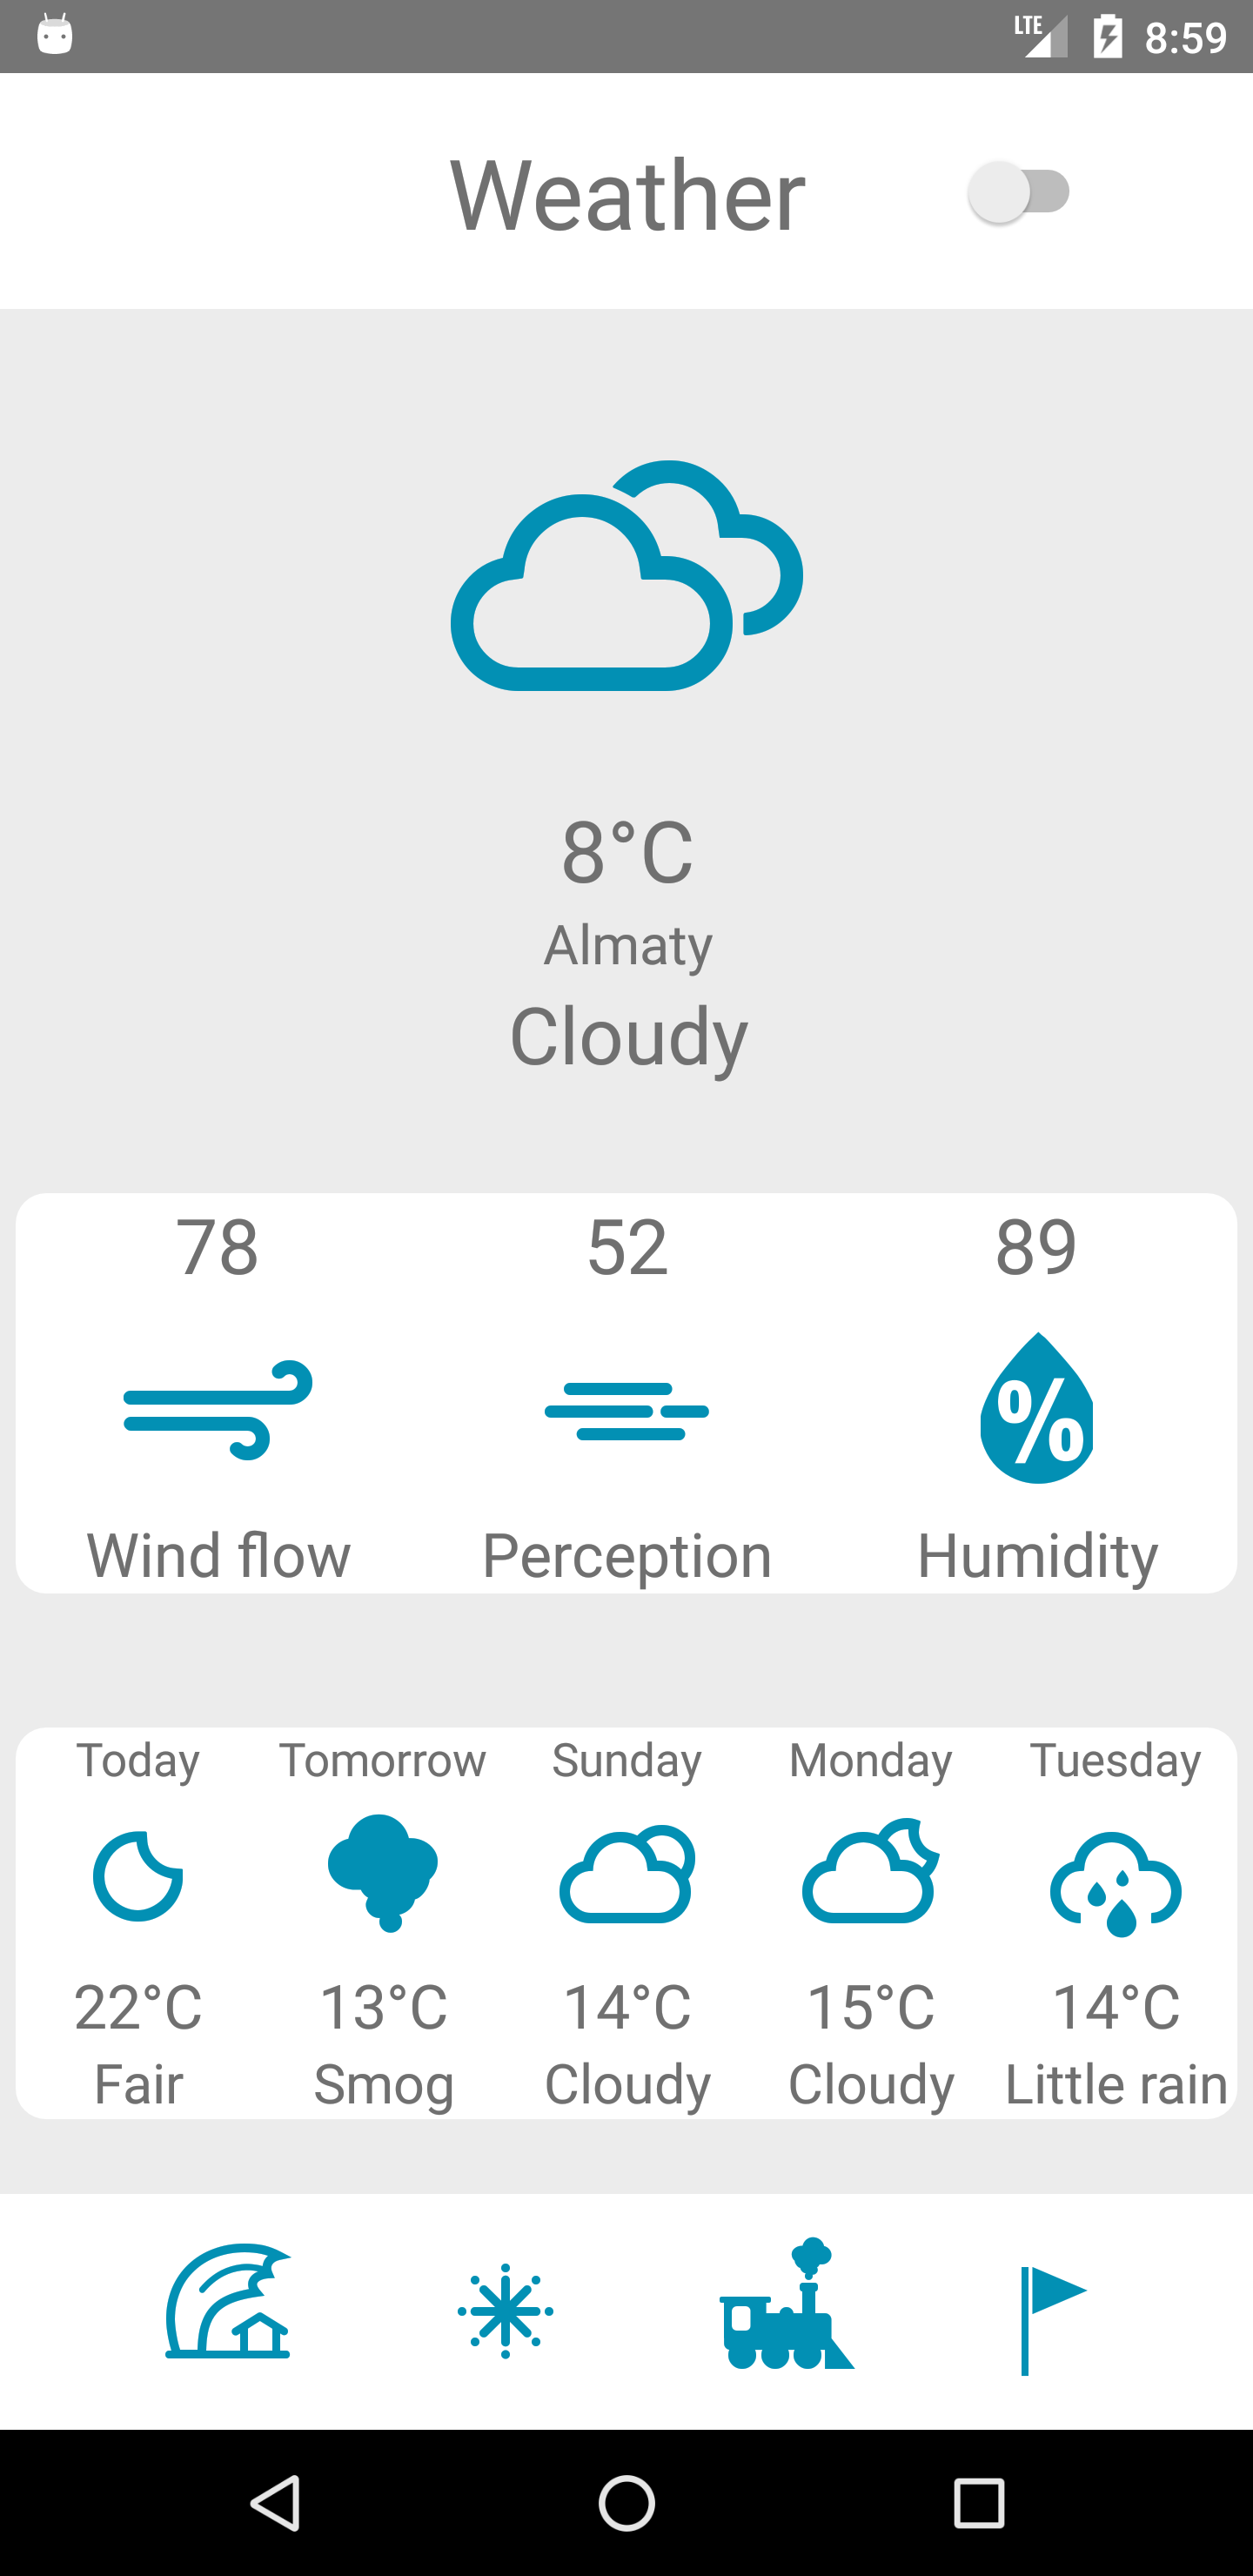 LTE 8:59
Weather
8°C
Almaty
Cloudy
78 52 89
%
Wind flow Perception Humidity
Today Tomorrow Sunday Monday Tuesday
22°C 13°C 14°C 15°C 14°C
Fair Smog Cloudy Cloudy Little rain